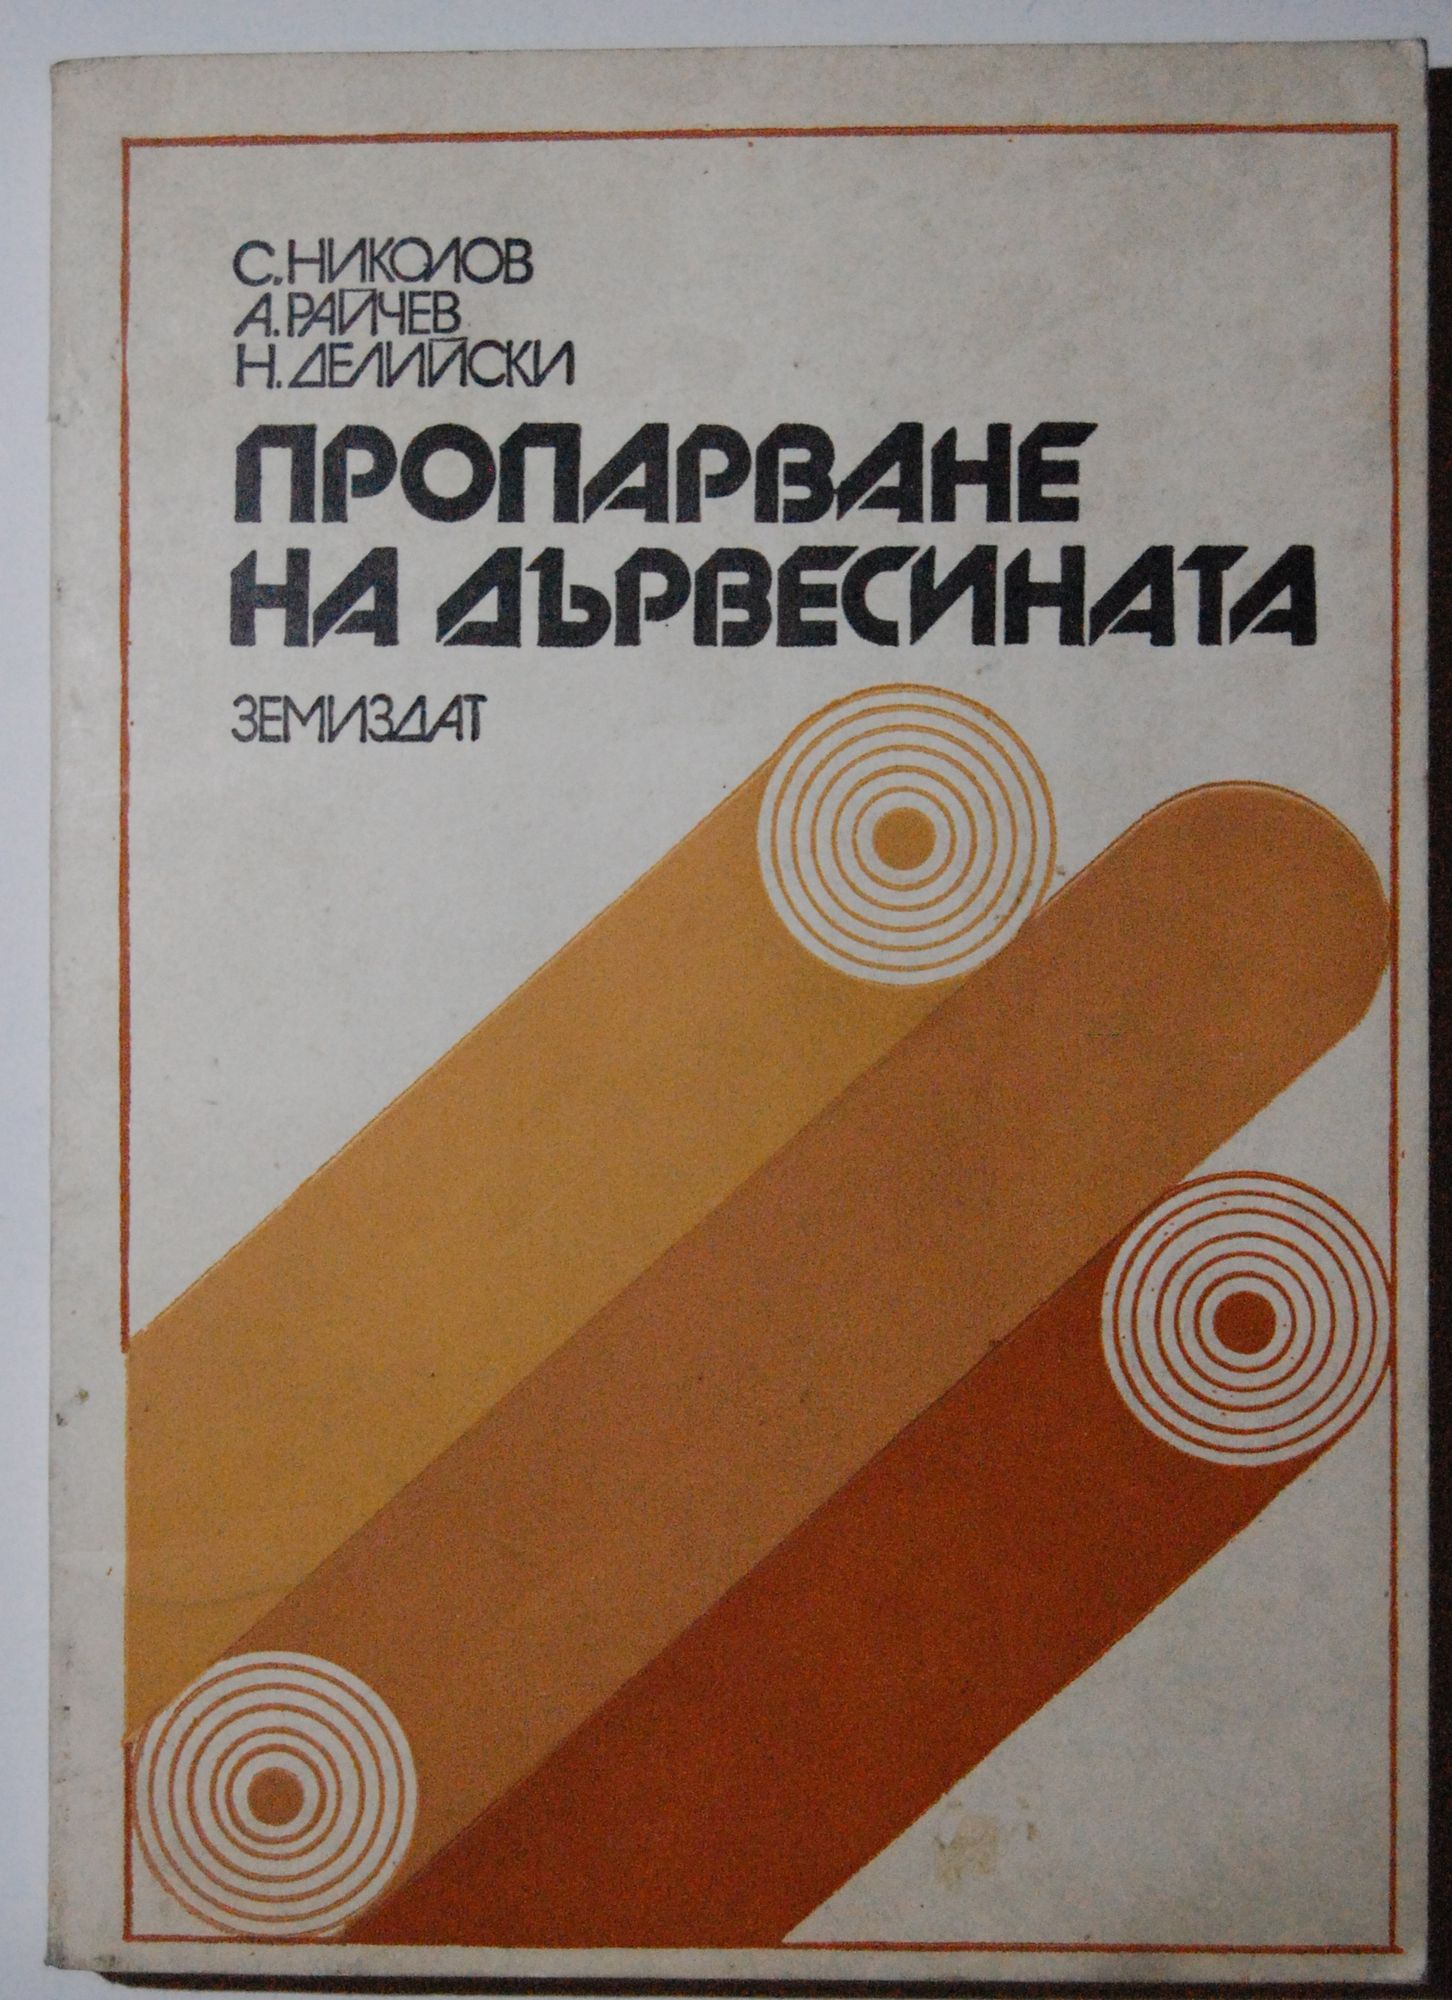 С. НИКОЛОВ
А. РАЙЧЕВ
Н. ДЕЛИЙСКИ
ПРОПАРВАНЕ
НА ДЪРВЕСИНАТА
ЗЕМИЗДАТ